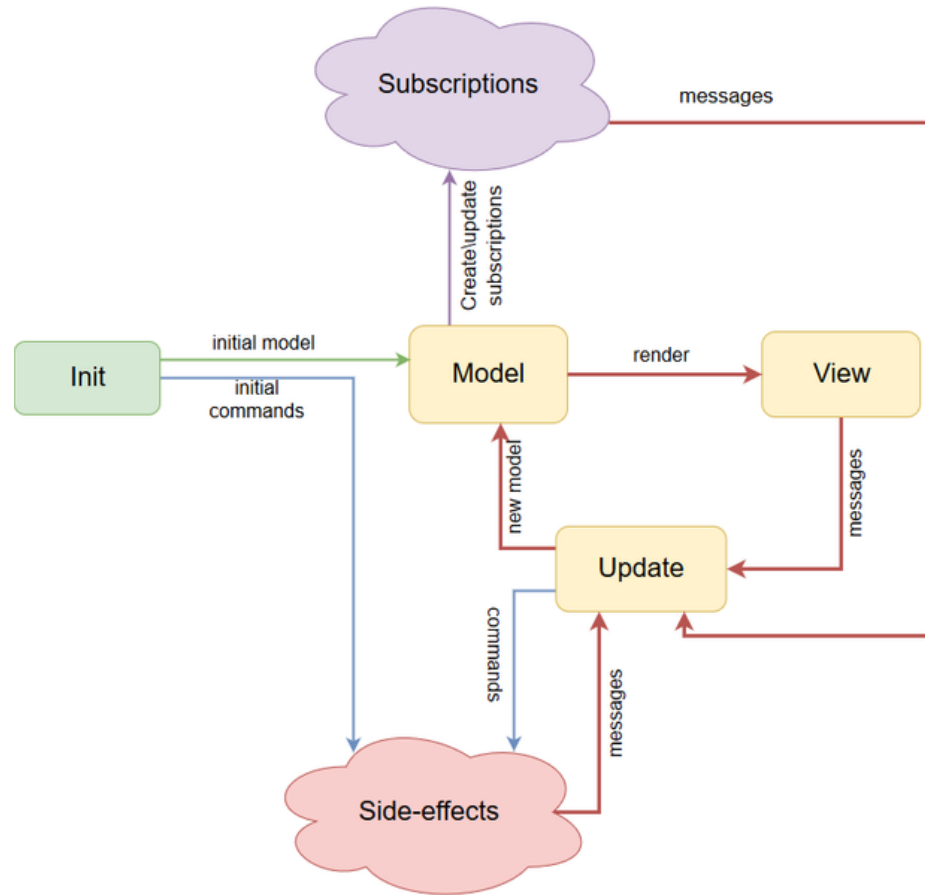 Subscriptions
messages
Create\update
subscriptions
initial model
Init
initial
commands
Model
render
View
new model
messages
Update
commands
messages
Side-effects